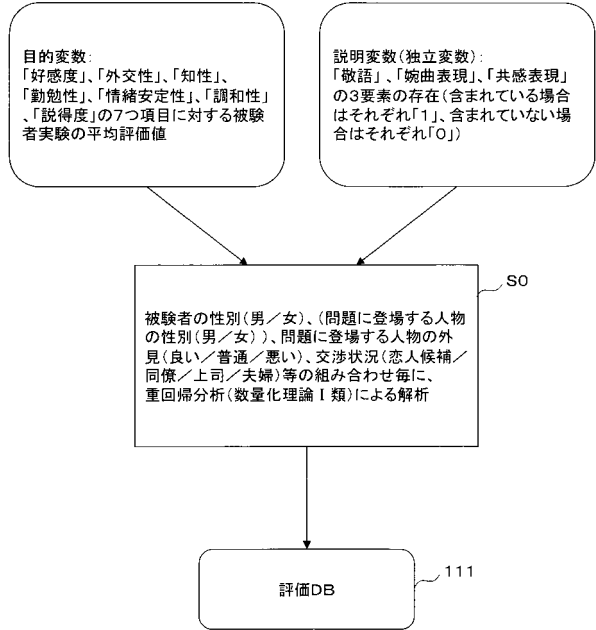 目的変数:
「好感度」、「外交性」、「知性」、
「勤勉性」、「情緒安定性」、「調和性」
、「説得度」の7つ項目に対する被験
者実験の平均評価値
説明変数(独立変数):
「敬語」、「婉曲表現」、「共感表現」
の3要素の存在(含まれている場合
はそれぞれ「1」、含まれていない場
合はそれぞれ「0」)
S0
被験者の性別(男/女)、(問題に登場する人物
の性別(男/女))、問題に登場する人物の外
見(良い/普通/悪い)、交渉状況(恋人候補/
同僚/上司/夫婦)等の組み合わせ毎に、
重回帰分析(数量化理論Ⅰ類)による解析
評価DB
111